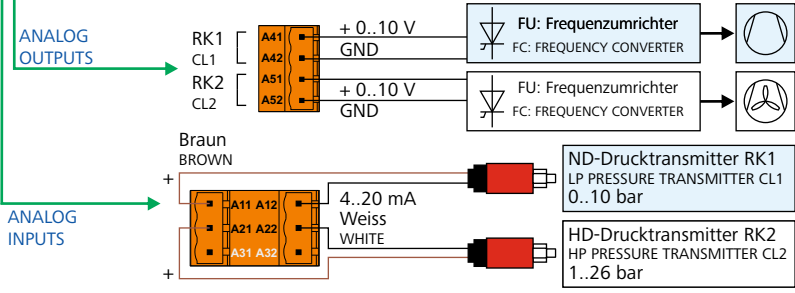 ANALOG
OUTPUTS
RK1
CL1
RK2
CL2
A41
A42
A51
A52
+ 0..10 V
GND
+ 0..10 V
GND
FU: Frequenzumrichter
FC: FREQUENCY CONVERTER
FU: Frequenzumrichter
FC: FREQUENCY CONVERTER
Braun
BROWN
+
ANALOG
INPUTS
A11 A12
A21 A22
A31 A32
+
4..20 mA
Weiss
WHITE
ND-Drucktransmitter RK1
LP PRESSURE TRANSMITTER CL1
0..10 bar
HD-Drucktransmitter RK2
HP PRESSURE TRANSMITTER CL2
1..26 bar